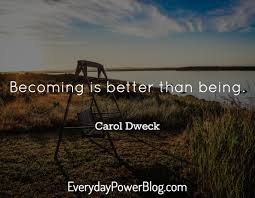 Becoming is better than being.
Carol Dweck
EverydayPowerBlog.com